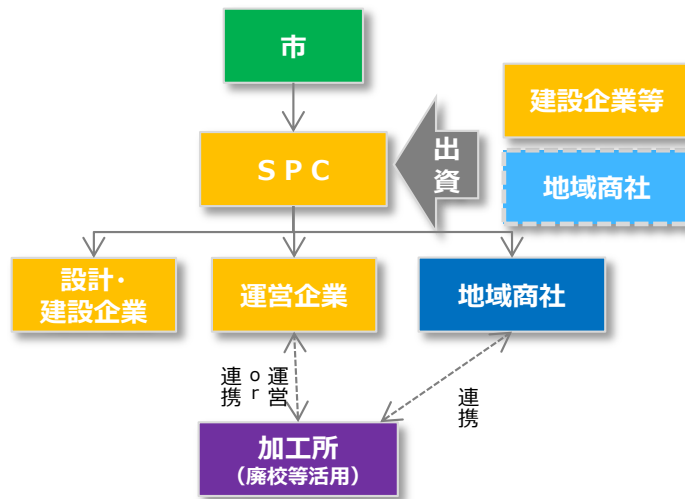 市
建設企業等
ＳＰＣ
出資
地域商社
設計・
建設企業
運営企業
地域商社
運営
or
連携
連携
加工所
（廃校等活用）